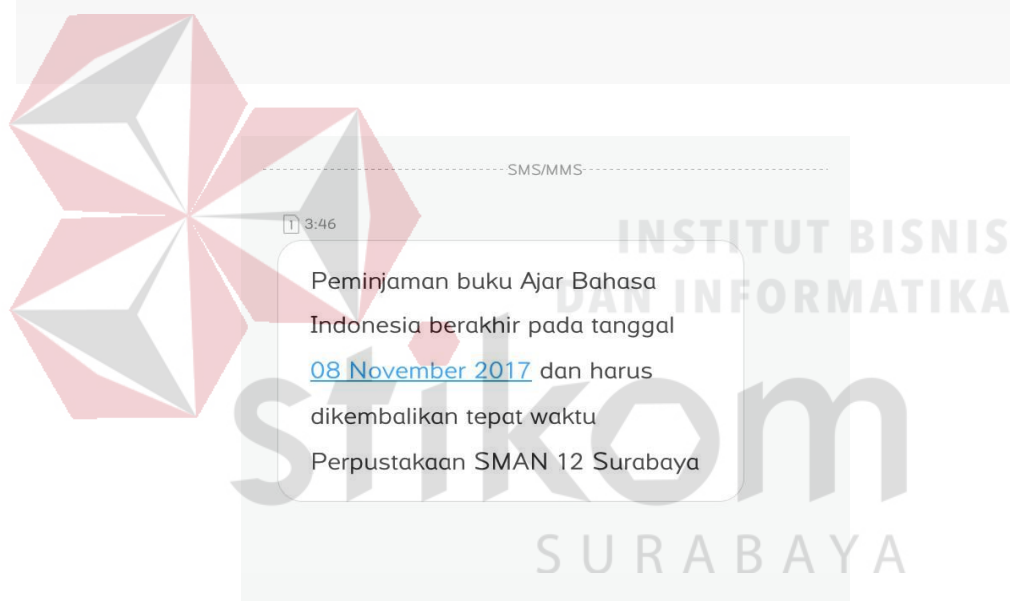 SMS/MMS
1 3:46
INSTITUT BISNIS
DAN INFORMATIKA
Peminjaman buku Ajar Bahasa
Indonesia berakhir pada tanggal
08 November 2017 dan harus
dikembalikan tepat waktu
Perpustakaan SMAN 12 Surabaya
stikom
SURABAYA